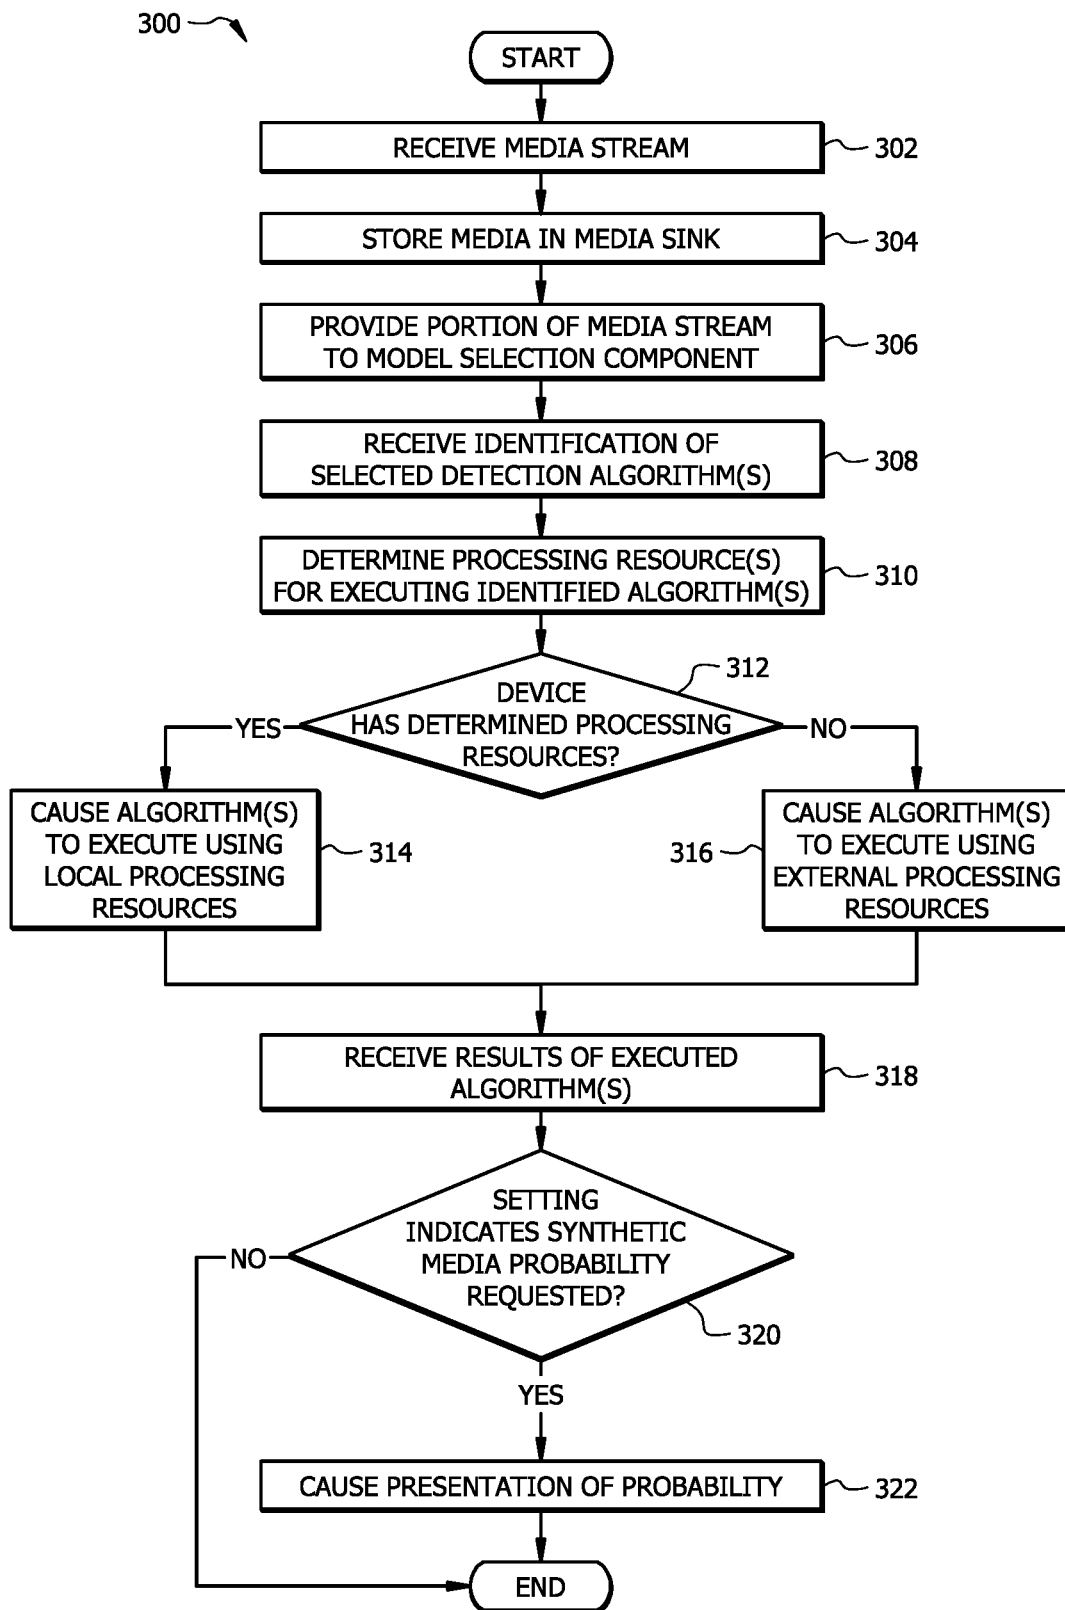 300
START
RECEIVE MEDIA STREAM
302
STORE MEDIA IN MEDIA SINK
304
PROVIDE PORTION OF MEDIA STREAM
TO MODEL SELECTION COMPONENT
306
RECEIVE IDENTIFICATION OF
SELECTED DETECTION ALGORITHM(S)
308
DETERMINE PROCESSING RESOURCE(S)
FOR EXECUTING IDENTIFIED ALGORITHM(S)
310
312
DEVICE
HAS DETERMINED PROCESSING
RESOURCES?
YES
NO
CAUSE ALGORITHM(S)
TO EXECUTE USING
LOCAL PROCESSING
RESOURCES
314
316
CAUSE ALGORITHM(S)
TO EXECUTE USING
EXTERNAL PROCESSING
RESOURCES
RECEIVE RESULTS OF EXECUTED
ALGORITHM(S)
318
SETTING
INDICATES SYNTHETIC
MEDIA PROBABILITY
REQUESTED?
NO
320
YES
CAUSE PRESENTATION OF PROBABILITY
322
END